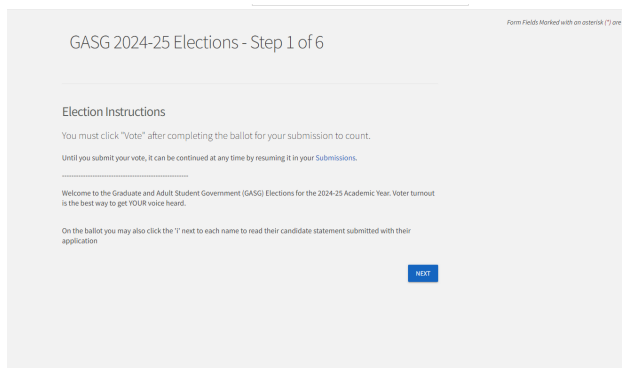 Form Fields Marked with an asterisk (*) are
GASG 2024-25 Elections - Step 1 of 6
Election Instructions
You must click "Vote" after completing the ballot for your submission to count.
Until you submit your vote, it can be continued at any time by resuming it in your Submissions.
------------------------------------------------------------
Welcome to the Graduate and Adult Student Government (GASG) Elections for the 2024-25 Academic Year. Voter turnout
is the best way to get YOUR voice heard.
On the ballot you may also click the 'i' next to each name to read their candidate statement submitted with their
application
NEXT